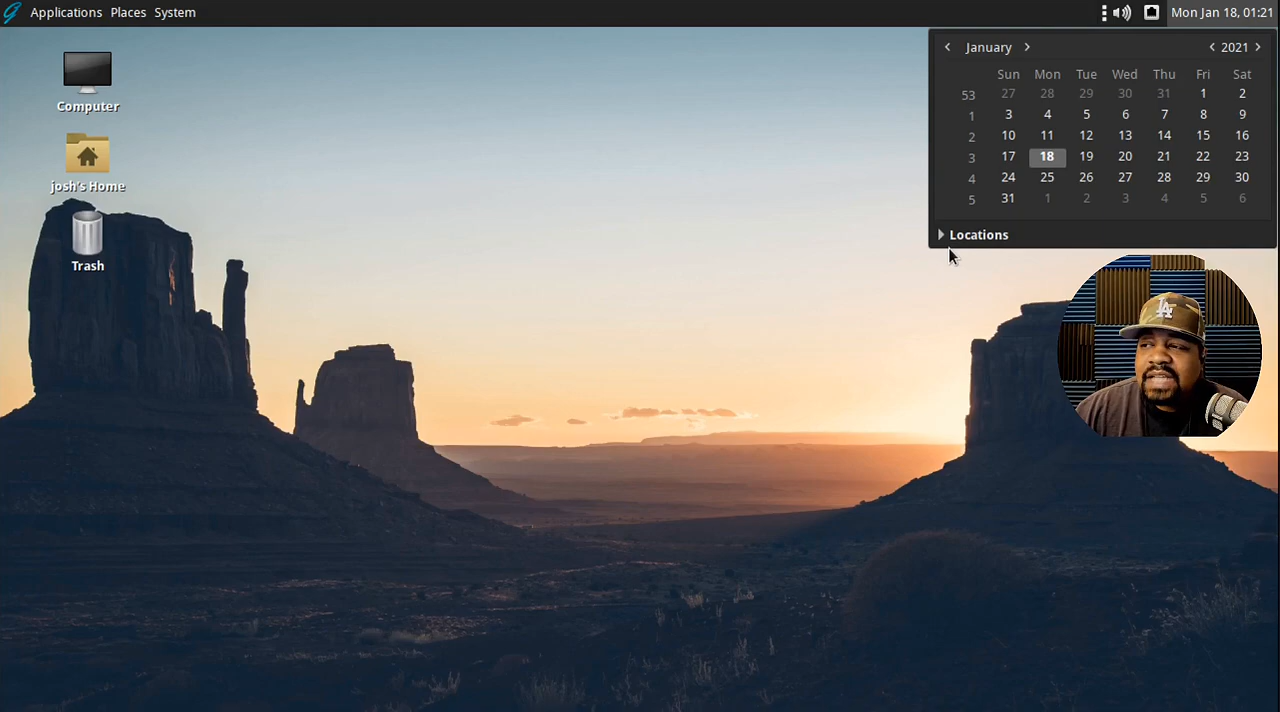 Applications Places System
Mon Jan 18, 01:21
Computer
josh's Home
Trash
January
2021
Sun Mon Tue Wed Thu Fri Sat
53 27 28 29 30 31 1 2
1 3 4 5 6 7 8 9
2 10 11 12 13 14 15 16
3 17 18 19 20 21 22 23
4 24 25 26 27 28 29 30
5 31 1 2 3 4 5 6
Locations
LA